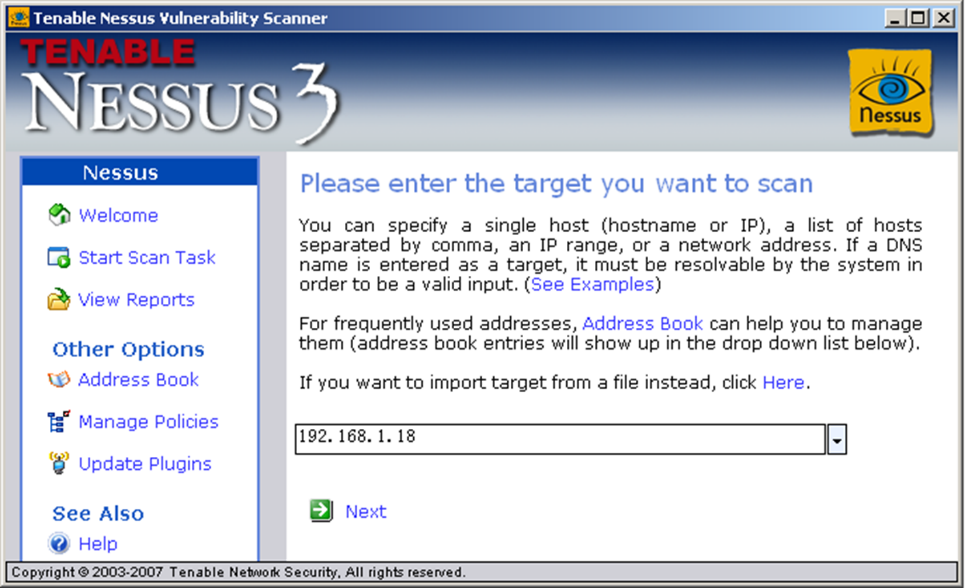 Tenable Nessus Vulnerability Scanner
TENABLE
NESSUS 3
Nessus
Nessus
Welcome
Start Scan Task
View Reports
Other Options
Address Book
Manage Policies
Update Plugins
See Also
Help
Please enter the target you want to scan
You can specify a single host (hostname or IP), a list of hosts
separated by comma, an IP range, or a network address. If a DNS
name is entered as a target, it must be resolvable by the system in
order to be a valid input. (See Examples)
For frequently used addresses, Address Book can help you to manage
them (address book entries will show up in the drop down list below).
If you want to import target from a file instead, click Here.
192.168.1.18
Next
Copyright © 2003-2007 Tenable Network Security, All rights reserved.